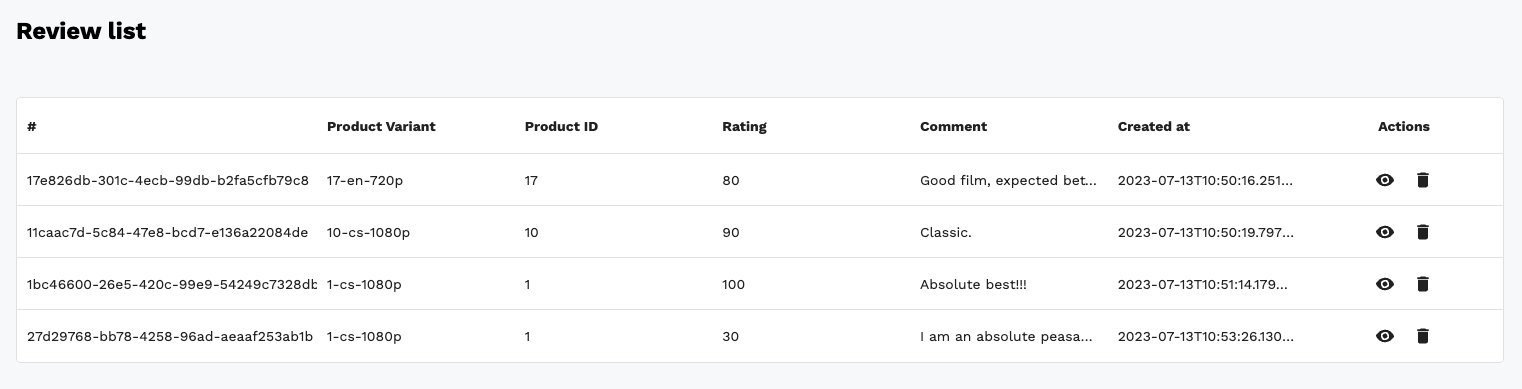 Review list
# Product Variant Product ID Rating Comment Created at Actions
17e826db-301c-4ecb-99db-b2fa5cfb79c8 17-en-720p 17 80 Good film, expected bet... 2023-07-13T10:50:16.251...
11caac7d-5c84-47e8-bcd7-e136a22084de 10-cs-1080p 10 90 Classic. 2023-07-13T10:50:19.797...
1bc46600-26e5-420c-99e9-54249c7328db 1-cs-1080p 1 100 Absolute best!!! 2023-07-13T10:51:14.179...
27d29768-bb78-4258-96ad-aeaaf253ab1b 1-cs-1080p 1 30 I am an absolute peasa... 2023-07-13T10:53:26.130...